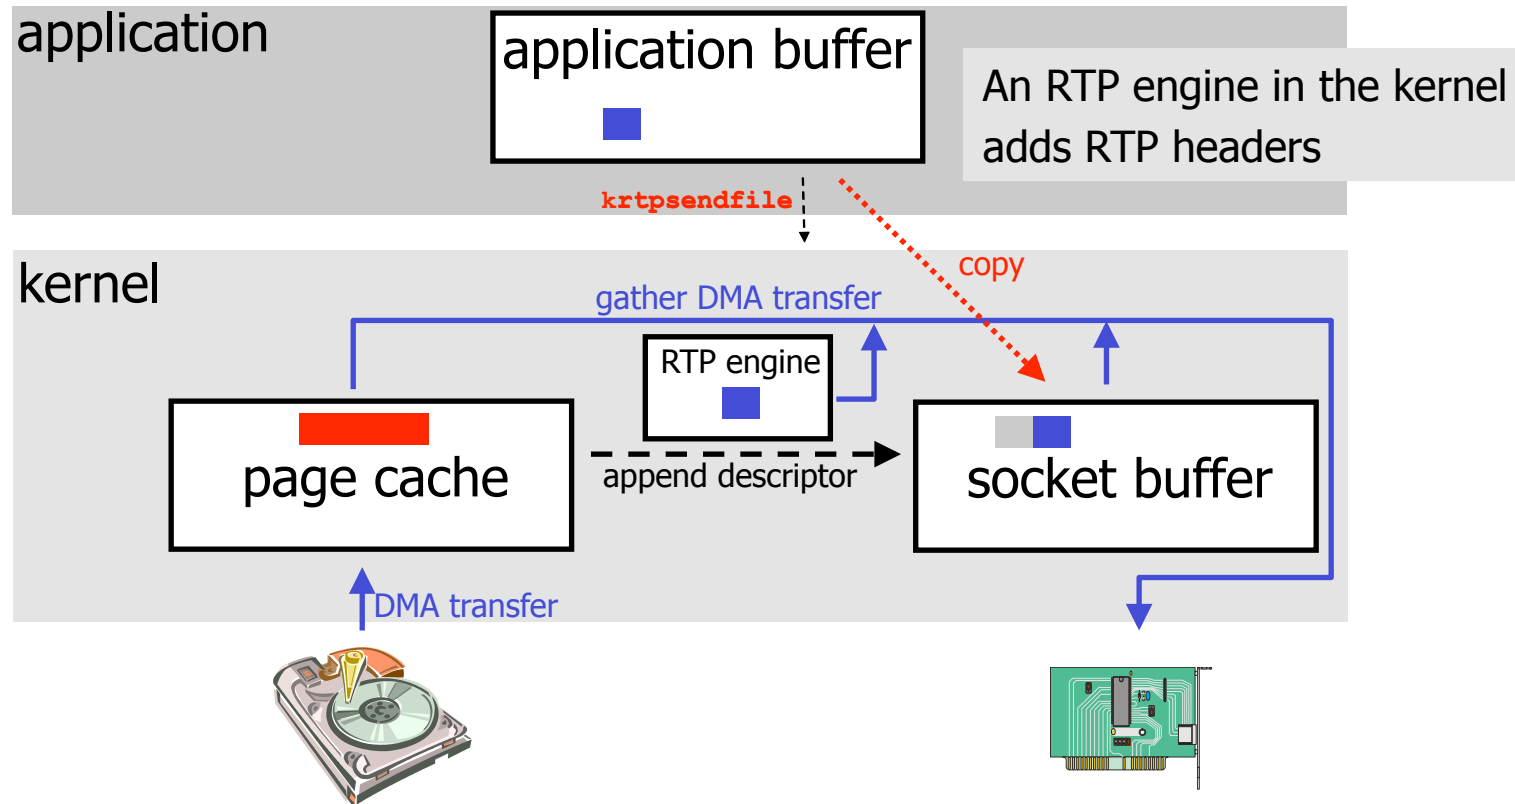 application
application buffer
An RTP engine in the kernel
adds RTP headers
krtpsendfile
copy
kernel
gather DMA transfer
RTP engine
page cache
append descriptor
socket buffer
DMA transfer